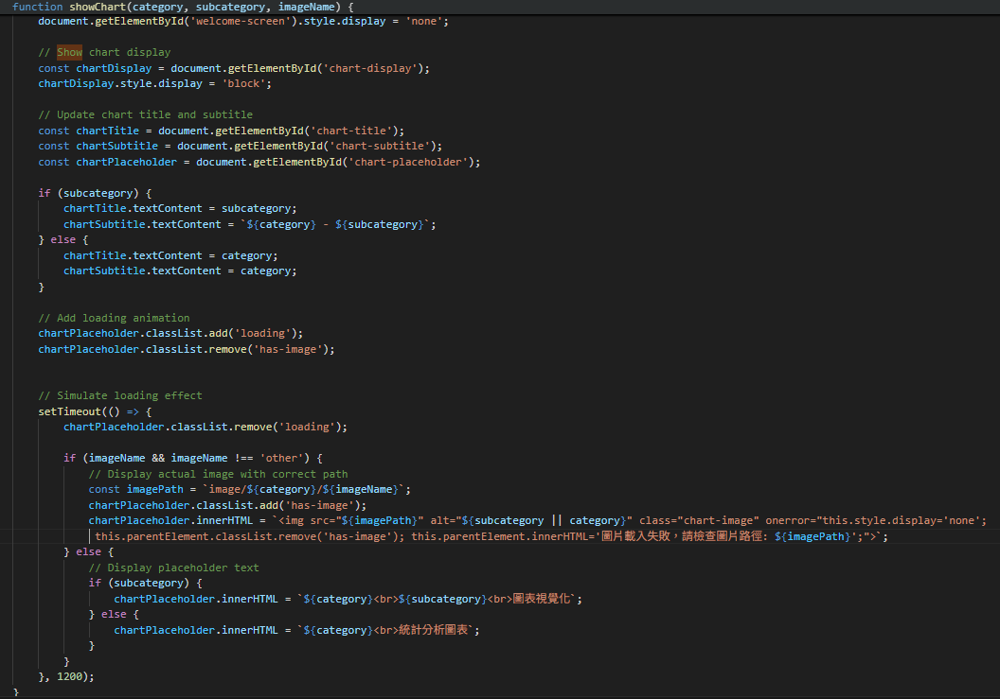 function showChart(category, subcategory, imageName) {
document.getElementById('welcome-screen').style.display = 'none';
// Show chart display
const chartDisplay = document.getElementById('chart-display');
chartDisplay.style.display = 'block';
// Update chart title and subtitle
const chartTitle = document.getElementById('chart-title');
const chartSubtitle = document.getElementById('chart-subtitle');
const chartPlaceholder = document.getElementById('chart-placeholder');
if (subcategory) {
chartTitle.textContent = subcategory;
chartSubtitle.textContent = `${category} - ${subcategory}`;
} else {
chartTitle.textContent = category;
chartSubtitle.textContent = category;
}
// Add loading animation
chartPlaceholder.classList.add('loading');
chartPlaceholder.classList.remove('has-image');
// Simulate loading effect
setTimeout(() => {
chartPlaceholder.classList.remove('loading');
if (imageName && imageName !== 'other') {
// Display actual image with correct path
const imagePath = `image/${category}/${imageName}`;
chartPlaceholder.classList.add('has-image');
chartPlaceholder.innerHTML = `<img src="${imagePath}" alt="${subcategory || category}" class="chart-image" onerror="this.style.display='none';
this.parentElement.classList.remove('has-image'); this.parentElement.innerHTML='圖片載入失敗，請檢查圖片路徑: ${imagePath}';">`;
} else {
// Display placeholder text
if (subcategory) {
chartPlaceholder.innerHTML = `${category}<br>${subcategory}<br>圖表視覺化`;
} else {
chartPlaceholder.innerHTML = `${category}<br>統計分析圖表`;
}
}
}, 1200);
}